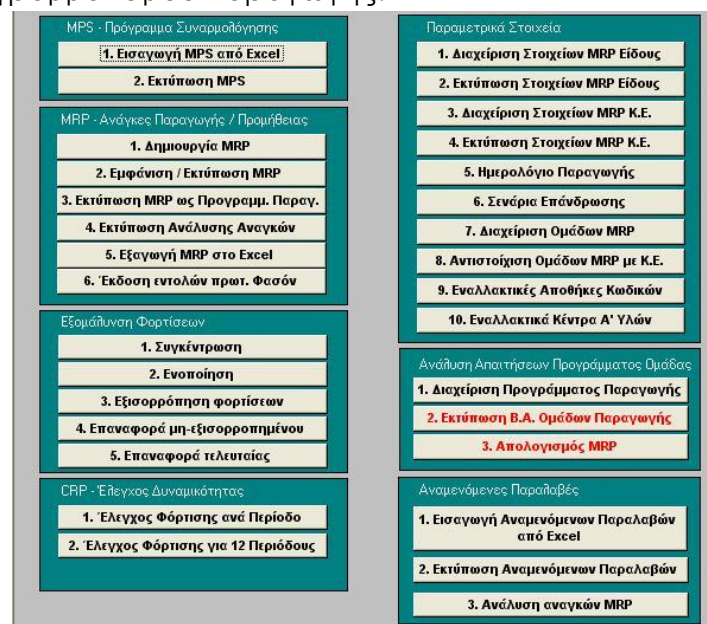 MPS - Πρόγραμμα Συναρμολόγησης
1. Εισαγωγή MPS από Excel
2. Εκτύπωση MPS
MRP - Ανάγκες Παραγωγής / Προμήθειας
1. Δημιουργία MRP
2. Εμφάνιση / Εκτύπωση MRP
3. Εκτύπωση MRP ως Προγραμμ. Παραγ.
4. Εκτύπωση Ανάλυσης Αναγκών
5. Εξαγωγή MRP στο Excel
6. Έκδοση εντολών πρωτ. Φασόν
Εξομάλυνση Φορτίσεων
1. Συγκέντρωση
2. Ενοποίηση
3. Εξισορρόπηση φορτίσεων
4. Επαναφορά μη-εξισορροπημένου
5. Επαναφορά τελευταίας
CRP - Έλεγχος Δυναμικότητας
1. Έλεγχος Φόρτισης ανά Περίοδο
2. Έλεγχος Φόρτισης για 12 Περιόδους
Παραμετρικά Στοιχεία
1. Διαχείριση Στοιχείων MRP Είδους
2. Εκτύπωση Στοιχείων MRP Είδους
3. Διαχείριση Στοιχείων MRP Κ.Ε.
4. Εκτύπωση Στοιχείων MRP Κ.Ε.
5. Ημερολόγιο Παραγωγής
6. Σενάρια Επάνδρωσης
7. Διαχείριση Ομάδων MRP
8. Αντιστοίχιση Ομάδων MRP με Κ.Ε.
9. Εναλλακτικές Αποθήκες Κωδικών
10. Εναλλακτικά Κέντρα Α' Υλών
Ανάλυση Απαιτήσεων Προγράμματος Ομάδας
1. Διαχείριση Προγράμματος Παραγωγής
2. Εκτύπωση Β.Α. Ομάδων Παραγωγής
3. Απολογισμός MRP
Αναμενόμενες Παραλαβές
1. Εισαγωγή Αναμενόμενων Παραλαβών
από Excel
2. Εκτύπωση Αναμενόμενων Παραλαβών
3. Ανάλυση αναγκών MRP